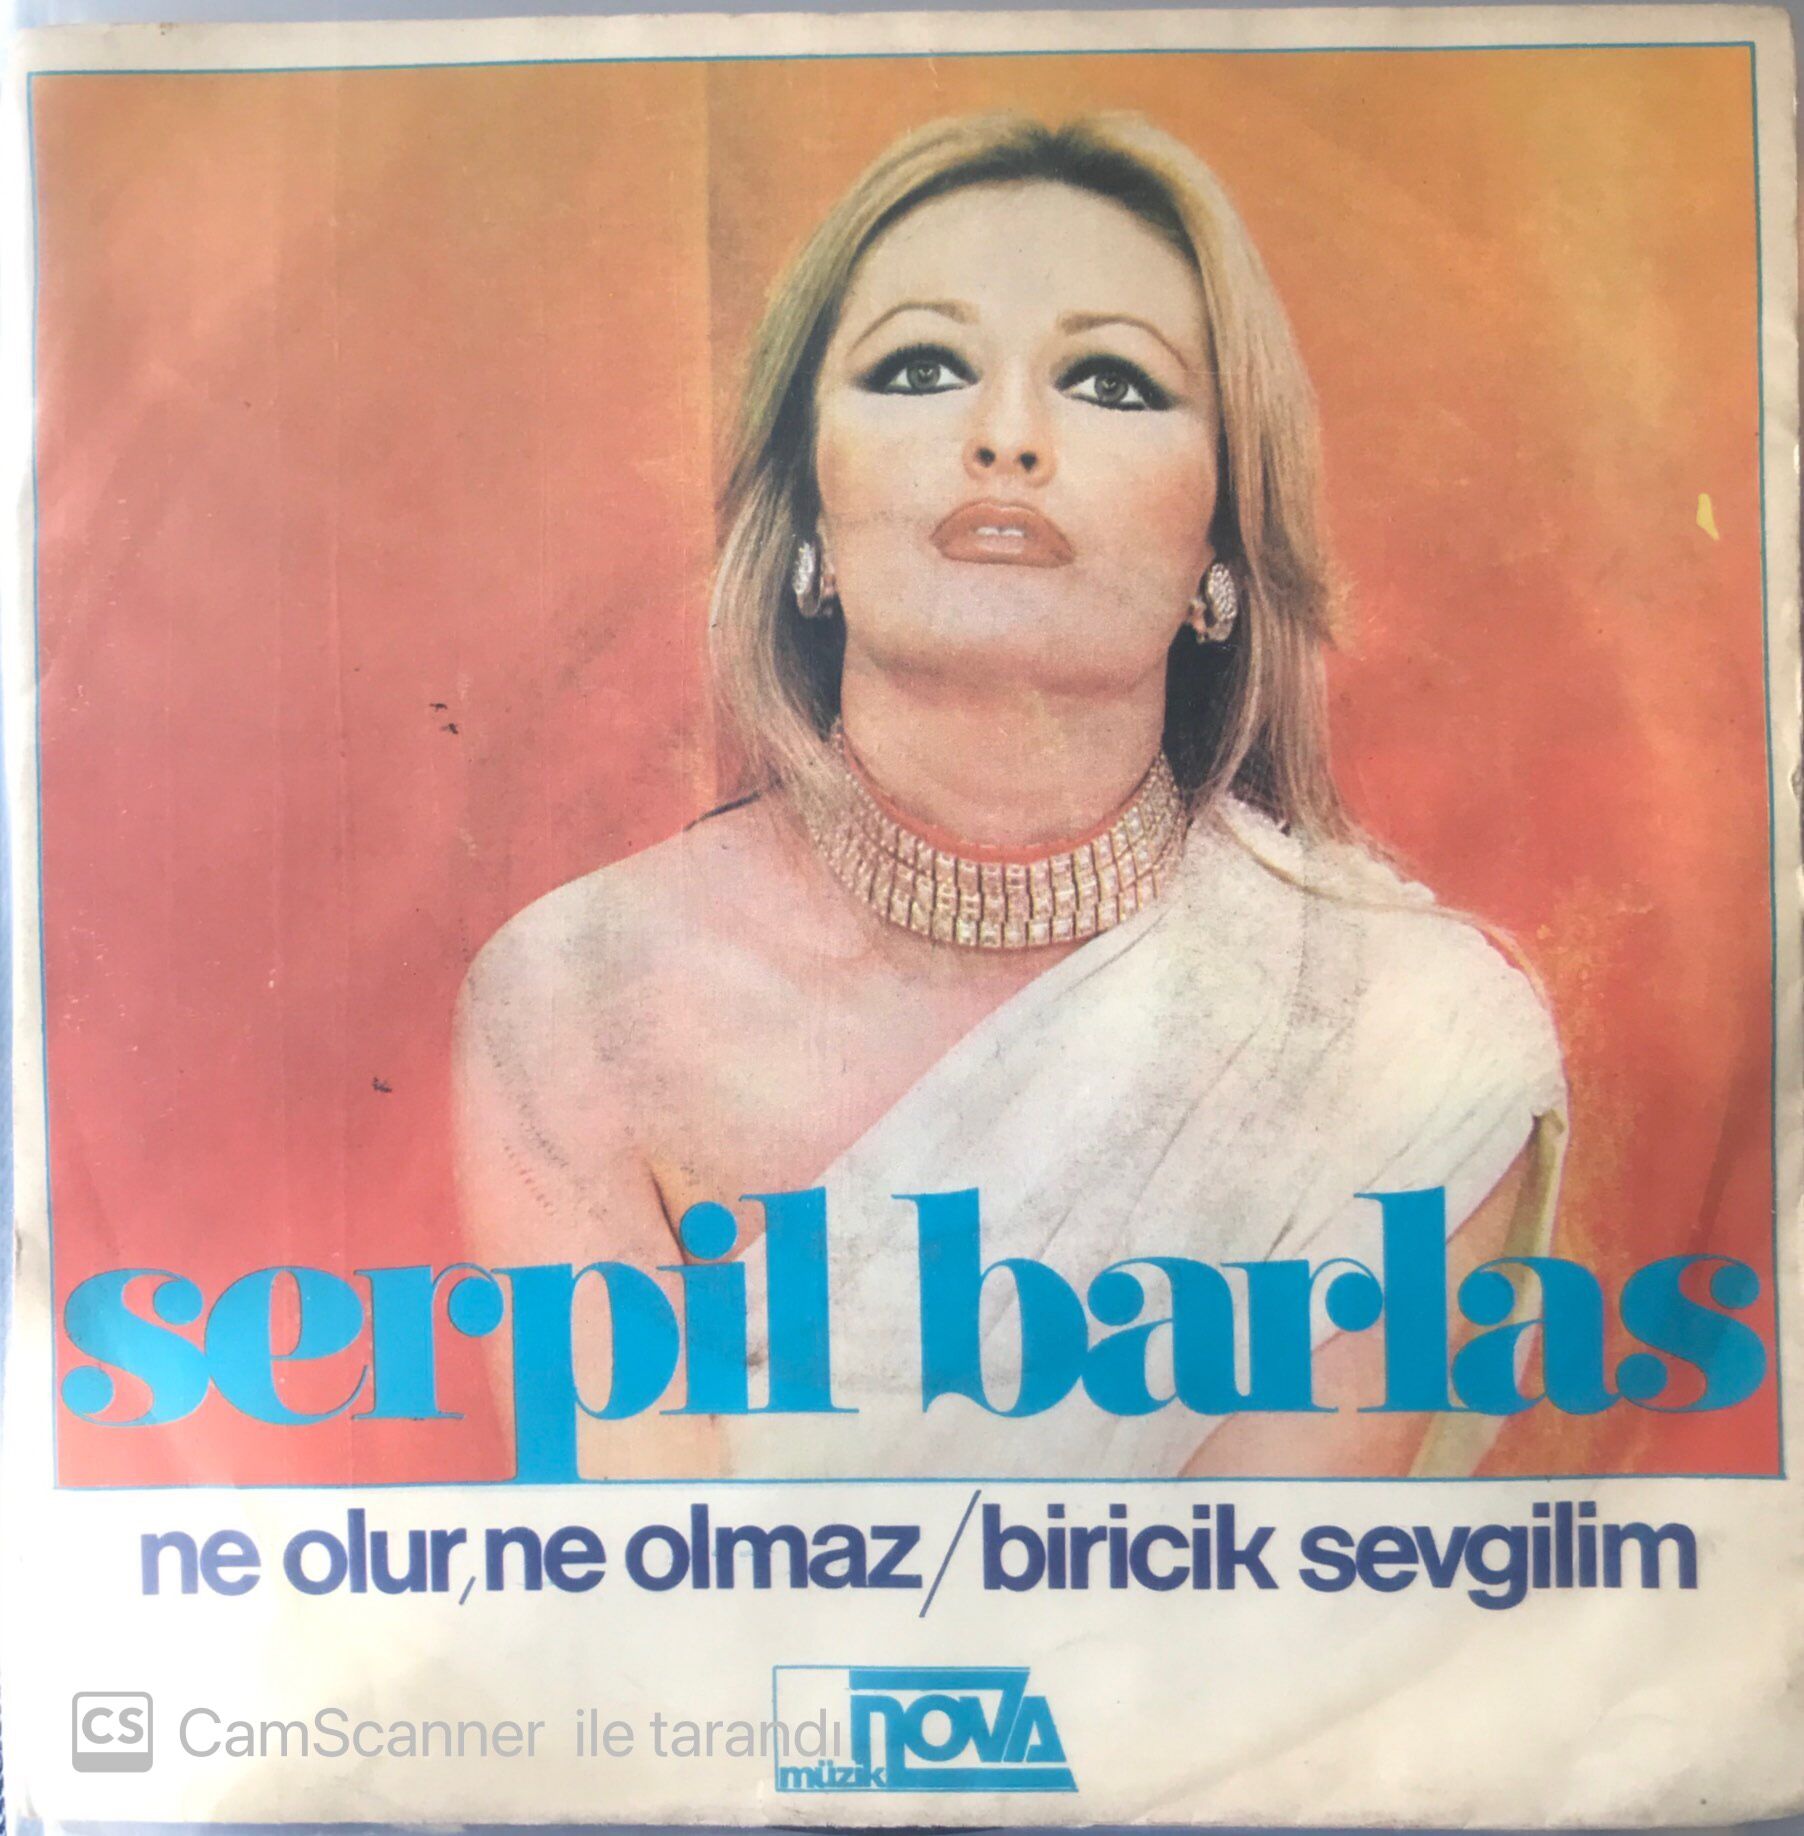 serpil barlas
ne olur, ne olmaz/biricik sevgilim
nova
müzik
CS CamScanner ile tarandı